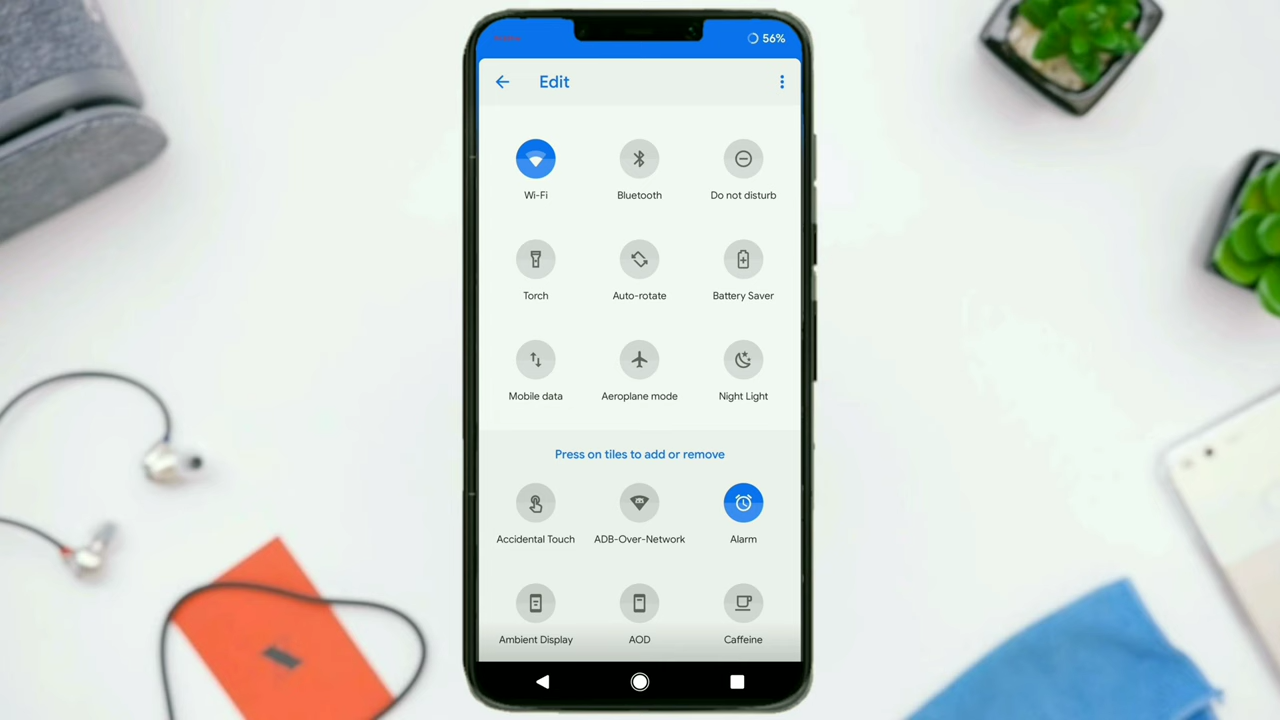 56%
Edit
Wi-Fi Bluetooth Do not disturb
Torch Auto-rotate Battery Saver
Mobile data Aeroplane mode Night Light
Press on tiles to add or remove
Accidental Touch ADB-Over-Network Alarm
Ambient Display AOD Caffeine